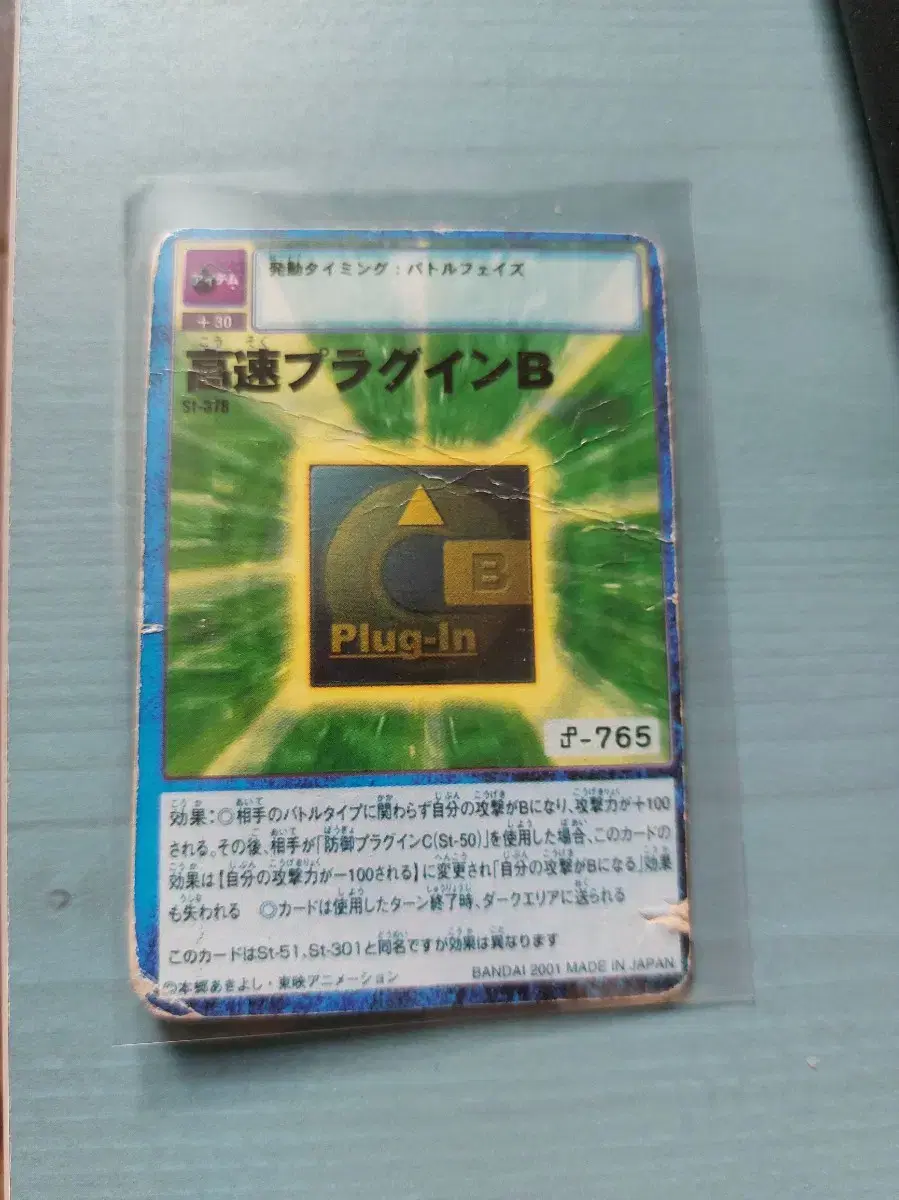 発動タイミング:バトルフェイズ
アイテム
+30
高速プラグインB
St-378
B
Plug-In
-765
効果:◎相手のバトルタイプに関わらず自分の攻撃がBになり、攻撃力が+100
される。その後、相手が「防御プラグインC(St-50)」を使用した場合、このカードの
効果は【自分の攻撃力が−100される】に変更され「自分の攻撃がBになる」効果
も失われる ◎カードは使用したターン終了時、ダークエリアに送られる
このカードはSt-51、St-301と同名ですが効果は異なります
BANDAI 2001 MADE IN JAPAN
©本郷あきよし・東映アニメーション